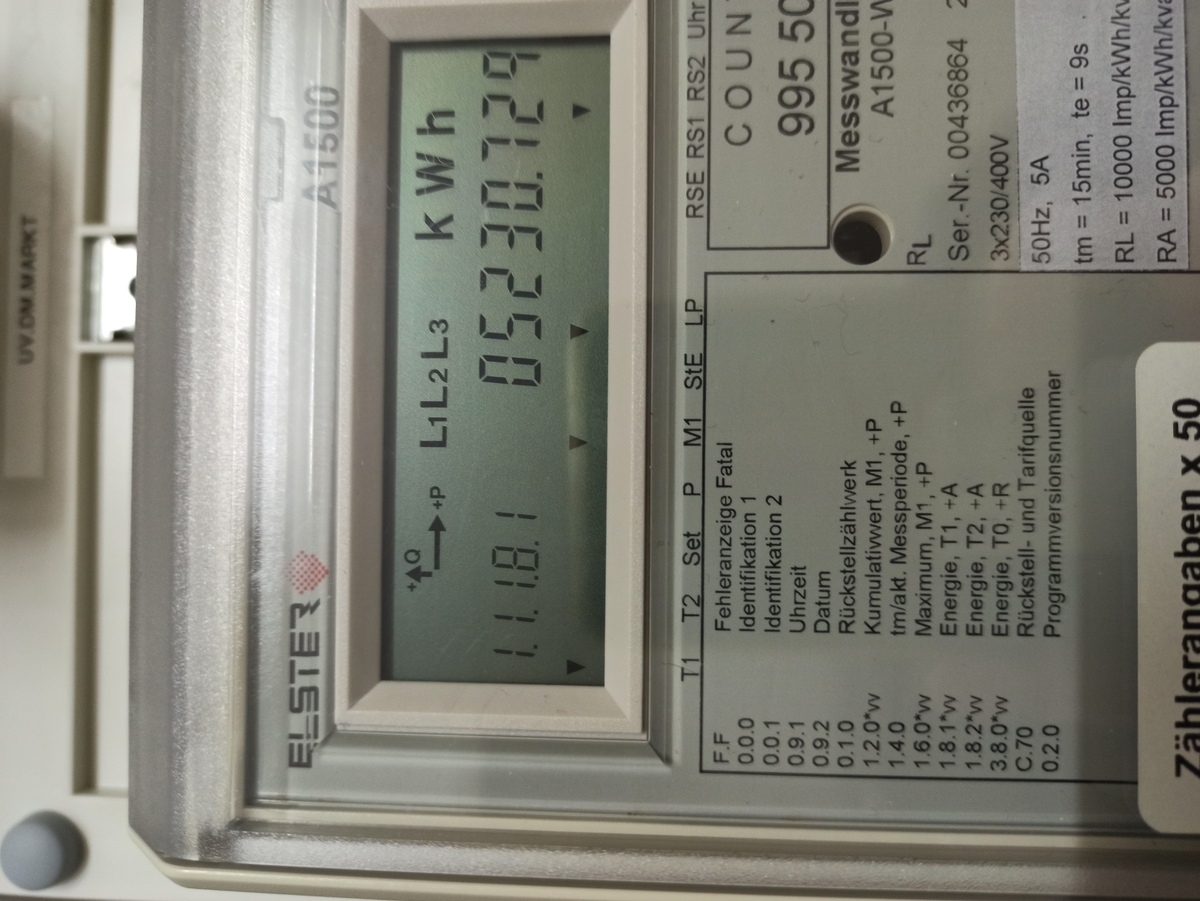 UV.DM.MARKT
ELSTER A1500
+Q +P L1L2L3 kWh
1.1.8.1 05230.729
T1 T2 Set P M1 StE LP RSE RS1 RS2 Uhr
F.F Fehleranzeige Fatal
0.0.0 Identifikation 1
0.0.1 Identifikation 2
0.9.1 Uhrzeit
0.9.2 Datum
0.1.0 Rückstellzählwerk
1.2.0*vv Kumulativwert, M1, +P
1.4.0 tm/akt. Messperiode, +P
1.6.0*vv Maximum, M1, +P
1.8.1*vv Energie, T1, +A
1.8.2*vv Energie, T2, +A
3.8.0*vv Energie, T0, +R
C.70 Rückstell- und Tarifquelle
0.2.0 Programmversionsnummer
COUN
995 50
Messwandl
A1500-W
RL
Ser.-Nr. 00436864 2
3x230/400V
50Hz, 5A
tm = 15min, te = 9s
RL = 10000 Imp/kWh/kv
RA = 5000 Imp/kWh/kva
Zählerangaben x 50